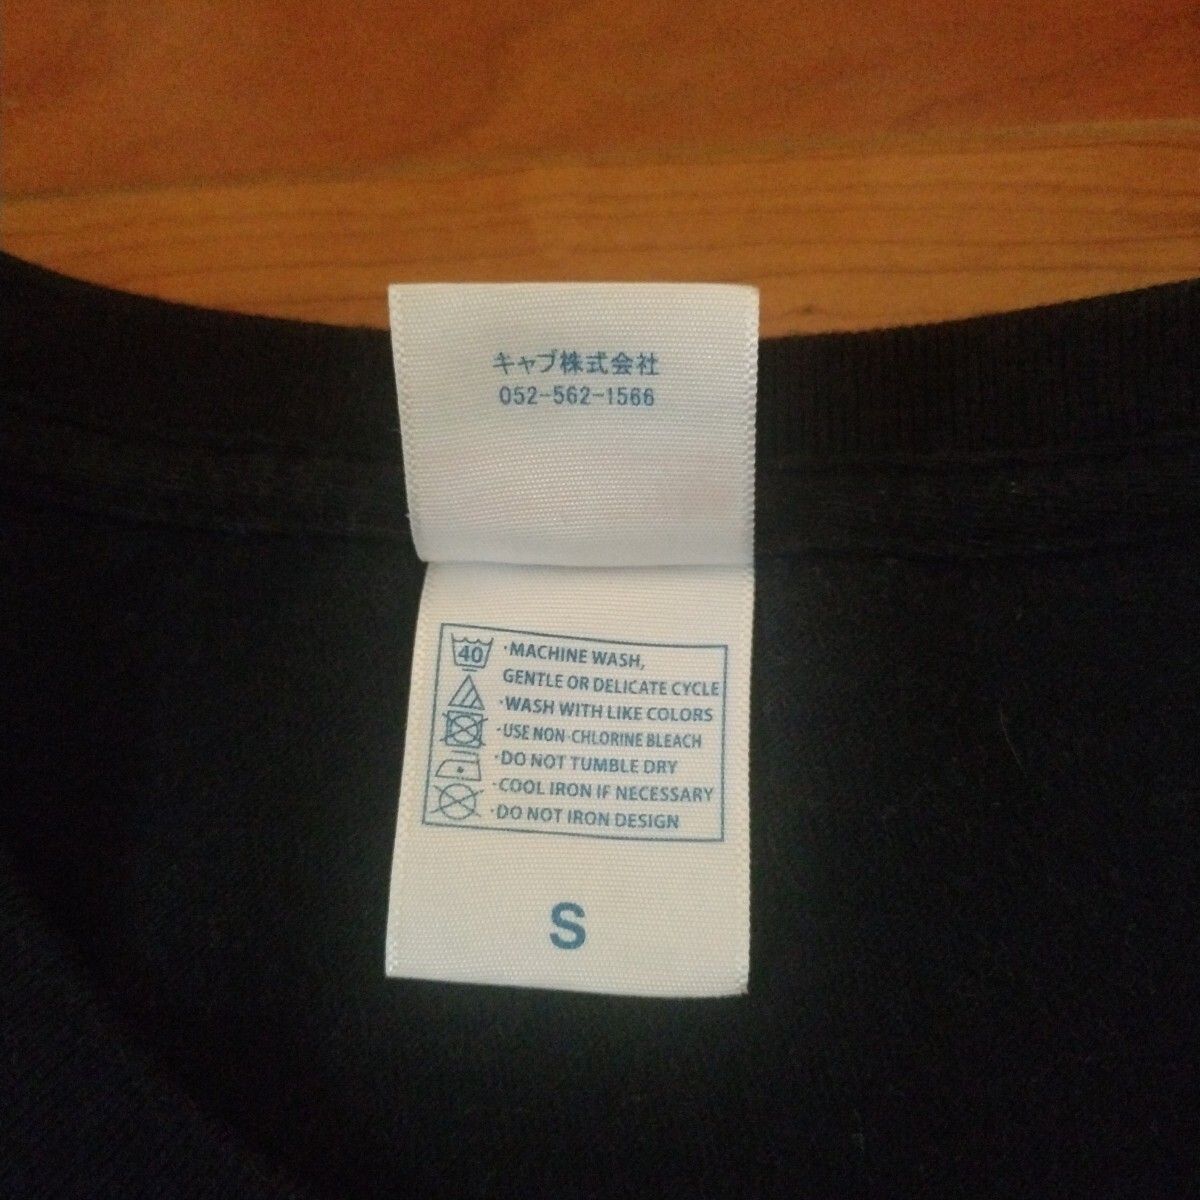 キャブ株式会社
052-562-1566
40
·MACHINE WASH,
GENTLE OR DELICATE CYCLE
·WASH WITH LIKE COLORS
·USE NON-CHLORINE BLEACH
·DO NOT TUMBLE DRY
·COOL IRON IF NECESSARY
·DO NOT IRON DESIGN
S